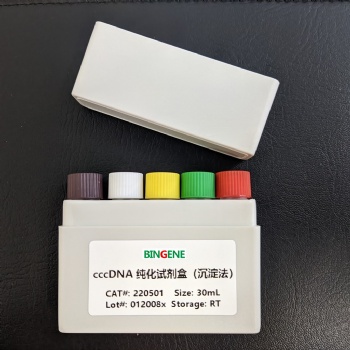 BINGENE
cccDNA 纯化试剂盒（沉淀法）
CAT#: 220501 Size: 30mL
Lot#: 012008x Storage: RT